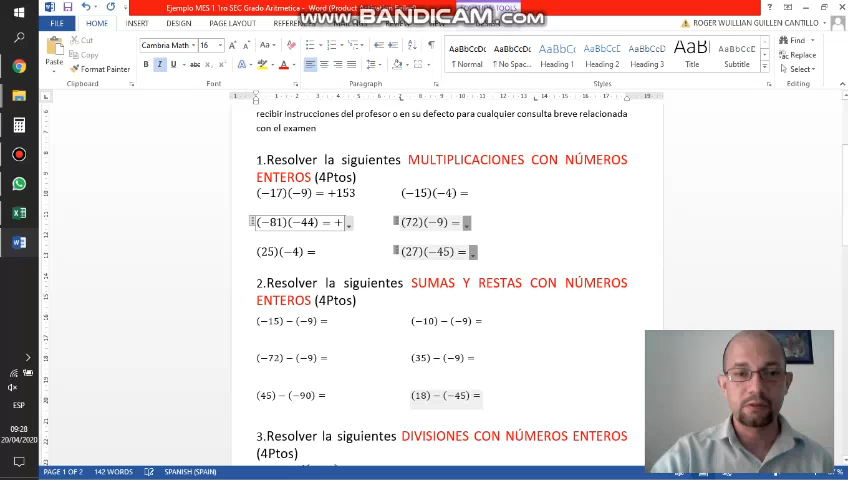 Ejemplo MES 1 1ro SEC Grado Aritmetica - Word (Product Activation Failed)
WWW.BANDICAM.COM
TOOLS
FILE HOME INSERT DESIGN PAGE LAYOUT REFERENCES
ROGER WUILLIAN GUILLEN CANTILLO
Cut
Copy
Format Painter
Paste
Clipboard
Cambria Math 16
Font
Paragraph
AaBbCcDc AaBbCcDc AaBbCc AaBbCcC AaBbCcD AaB AaBbCcC
¶ Normal ¶ No Spac... Heading 1 Heading 2 Heading 3 Title Subtitle
Styles
Find
Replace
Select
Editing
recibir instrucciones del profesor o en su defecto para cualquier consulta breve relacionada
con el examen
1.Resolver la siguientes MULTIPLICACIONES CON NÚMEROS
ENTEROS (4Ptos)
(−17)(−9) = +153 (−15)(−4) =
(−81)(−44) = + (72)(−9) =
(25)(−4) = (27)(−45) =
2.Resolver la siguientes SUMAS Y RESTAS CON NÚMEROS
ENTEROS (4Ptos)
(−15) − (−9) = (−10) − (−9) =
(−72) − (−9) = (35) − (−9) =
(45) − (−90) = (18) − (−45) =
3.Resolver la siguientes DIVISIONES CON NÚMEROS ENTEROS
(4Ptos)
ESP
09:28
20/04/2020
PAGE 1 OF 2 142 WORDS SPANISH (SPAIN)